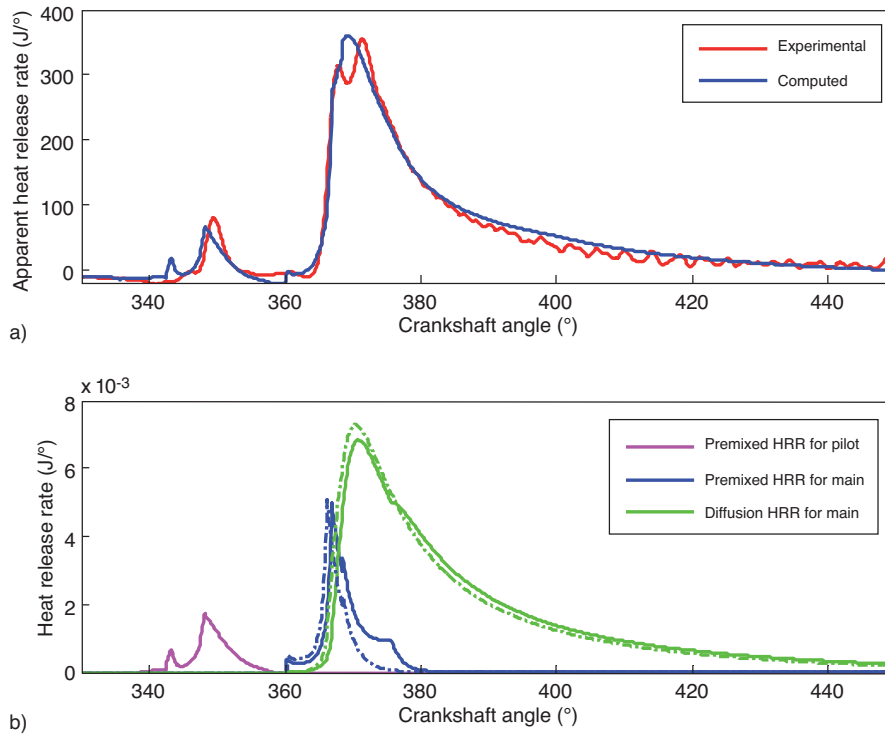 400
300
200
100
0
Apparent heat release rate (J/°)
Experimental
Computed
340 360 380 400 420 440
Crankshaft angle (°)
a)
x 10-3
8
6
4
2
0
Heat release rate (J/°)
Premixed HRR for pilot
Premixed HRR for main
Diffusion HRR for main
340 360 380 400 420 440
Crankshaft angle (°)
b)